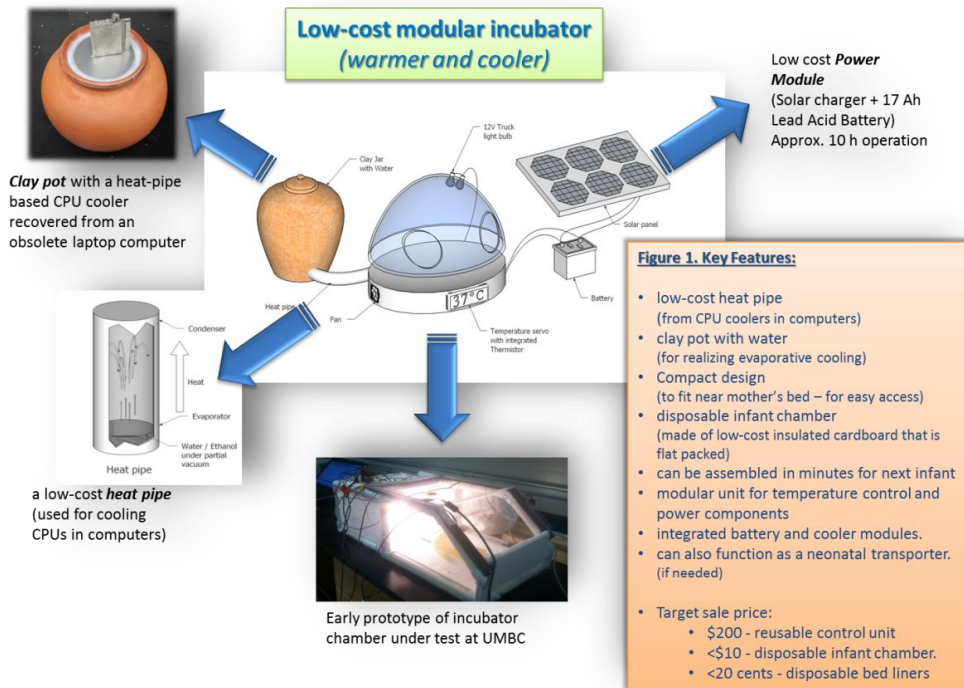 Low-cost modular incubator
(warmer and cooler)
Low cost Power
Module
(Solar charger + 17 Ah
Lead Acid Battery)
Approx. 10 h operation
Clay pot with a heat-pipe
based CPU cooler
recovered from an
obsolete laptop computer
12V Truck
light bulb
Clay Jar
with Water
Solar panel
Battery
Heat pipe
Fan
37°C
Temperature servo
with integrated
Thermistor
Condenser
Heat
Evaporator
Water / Ethanol
under partial
vacuum
Heat pipe
a low-cost heat pipe
(used for cooling
CPUs in computers)
Early prototype of incubator
chamber under test at UMBC
Figure 1. Key Features:
• low-cost heat pipe
(from CPU coolers in computers)
• clay pot with water
(for realizing evaporative cooling)
• Compact design
(to fit near mother's bed – for easy access)
• disposable infant chamber
(made of low-cost insulated cardboard that is
flat packed)
• can be assembled in minutes for next infant
• modular unit for temperature control and
power components
• integrated battery and cooler modules.
• can also function as a neonatal transporter.
(if needed)
• Target sale price:
• $200 - reusable control unit
• <$10 - disposable infant chamber.
• <20 cents - disposable bed liners